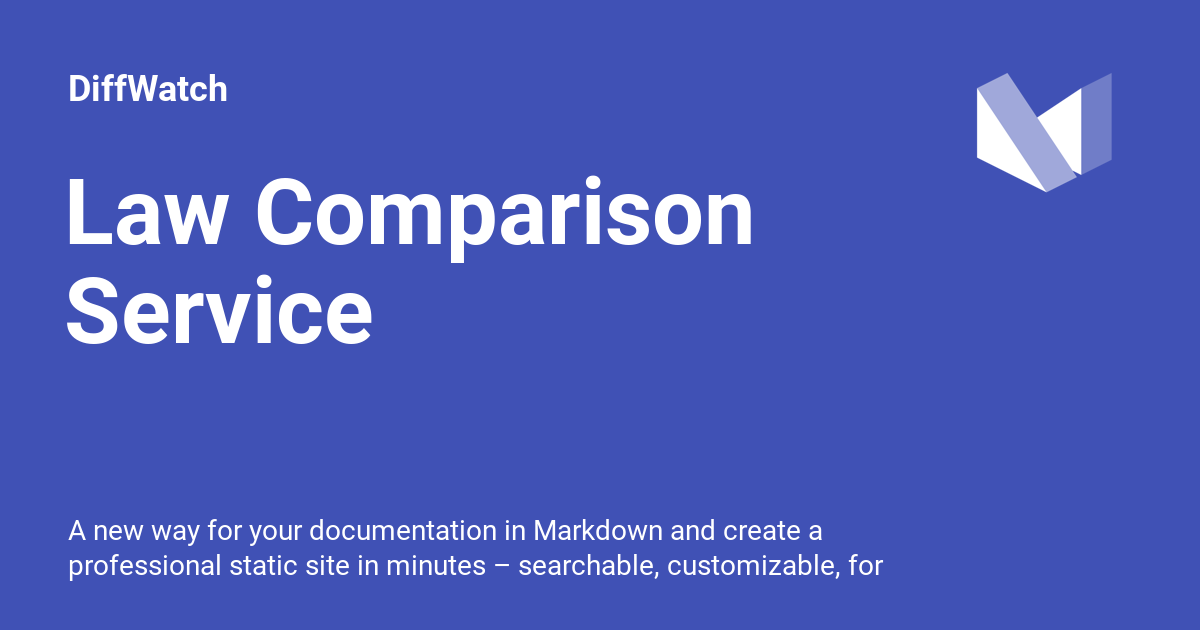 DiffWatch
Law Comparison
Service
A new way for your documentation in Markdown and create a
professional static site in minutes – searchable, customizable, for